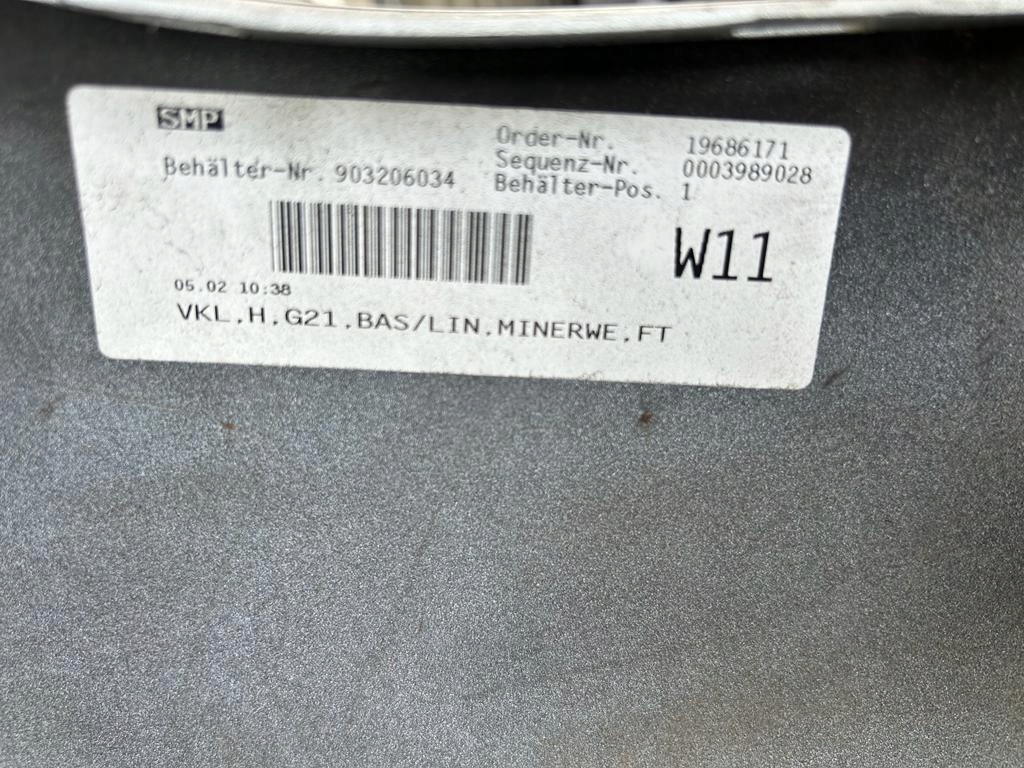 SMP
Order-Nr. 19686171
Sequenz-Nr. 0003989028
Behälter-Nr. 903206034
Behälter-Pos. 1
W11
05.02 10:38
VKL,H,G21,BAS/LIN,MINERWE,FT